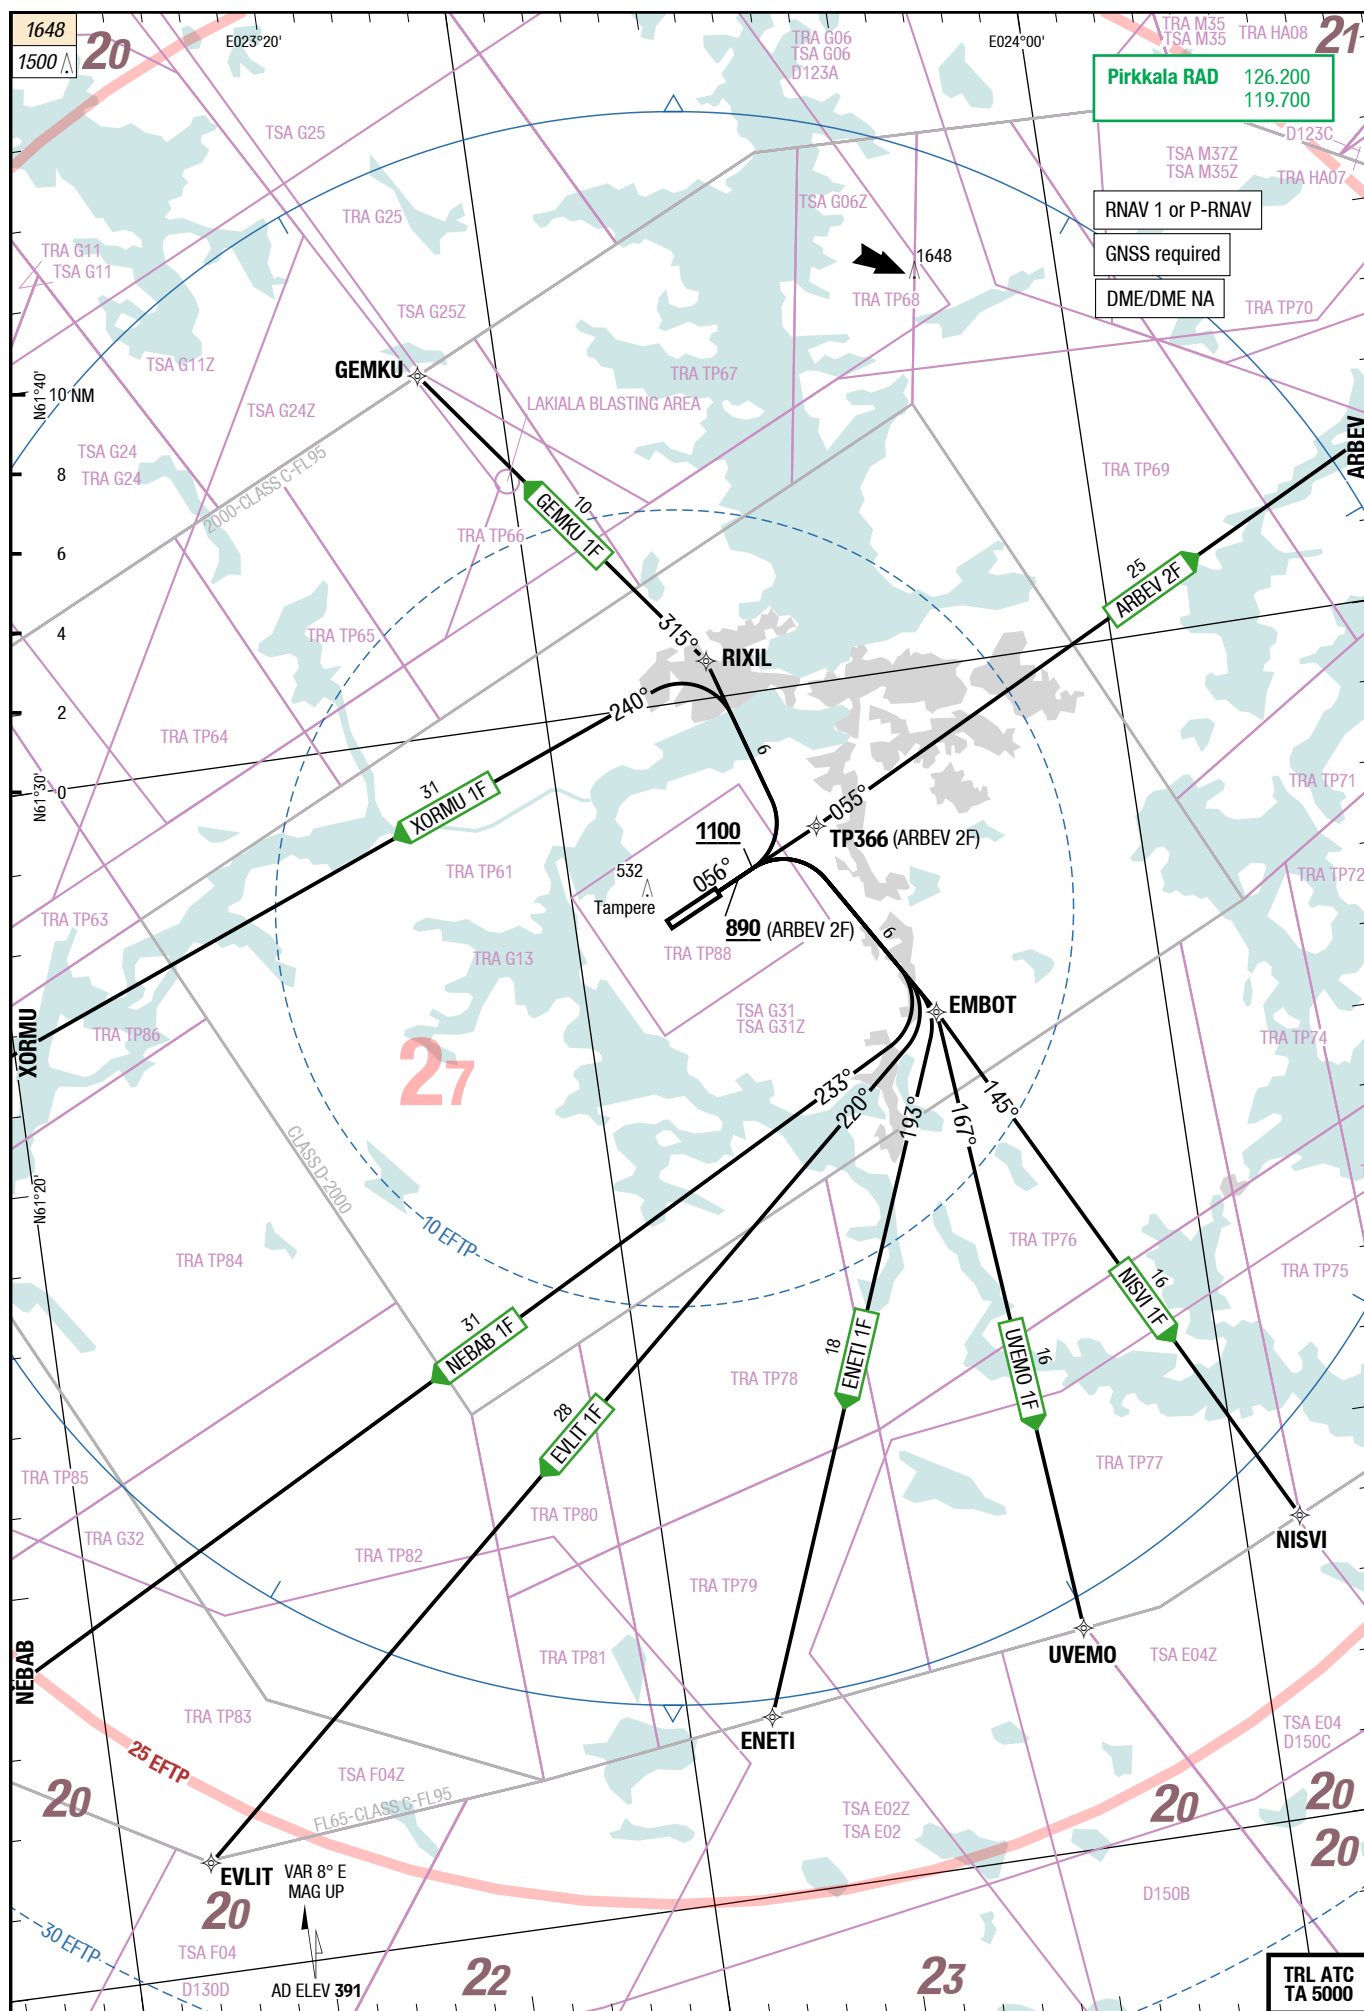 1648
1500
20
E023°20'
TRA G06
TSA G06
D123A
E024°00'
TRA M35
TSA M35
TRA HA08
21
Pirkkala RAD 126.200
119.700
TSA G25
D123C
TSA M37Z
TSA M35Z
TRA HA07
TRA G25
TSA G06Z
RNAV 1 or P-RNAV
TRA G11
TSA G11
1648
GNSS required
TRA TP68
DME/DME NA
TRA TP70
TSA G25Z
TSA G11Z
GEMKU
TRA TP67
N61°40'
10 NM
TSA G24Z
LAKIALA BLASTING AREA
ARBEV
TSA G24
TRA G24
8
TRA TP69
2000-CLASS C-FL95
10
GEMKU 1F
TRA TP66
6
25
ARBEV 2F
4
TRA TP65
315°
RIXIL
240°
2
TRA TP64
6
N61°30'
0
31
XORMU 1F
TRA TP71
055°
1100
TP366 (ARBEV 2F)
TRA TP61
532
Tampere
056°
TRA TP72
TRA TP63
890 (ARBEV 2F)
6
TRA G13
TRA TP88
TSA G31
TSA G31Z
EMBOT
XORMU
TRA TP86
27
TRA TP74
233°
220°
193°
167°
145°
CLASS D-2000
N61°20'
10 EFTP
TRA TP84
TRA TP76
TRA TP75
16
NISVI 1F
31
NEBAB 1F
18
ENETI 1F
16
UVEMO 1F
TRA TP78
28
EVLIT 1F
TRA TP85
TRA TP77
TRA G32
TRA TP80
TRA TP82
NISVI
TRA TP79
NEBAB
TRA TP81
UVEMO
TSA E04Z
TRA TP83
ENETI
TSA E04
D150C
25 EFTP
TSA F04Z
20
FL65-CLASS C-FL95
TSA E02Z
TSA E02
20
20
20
EVLIT
VAR 8° E
MAG UP
20
D150B
30 EFTP
TSA F04
D130D
AD ELEV 391
22
23
TRL ATC
TA 5000